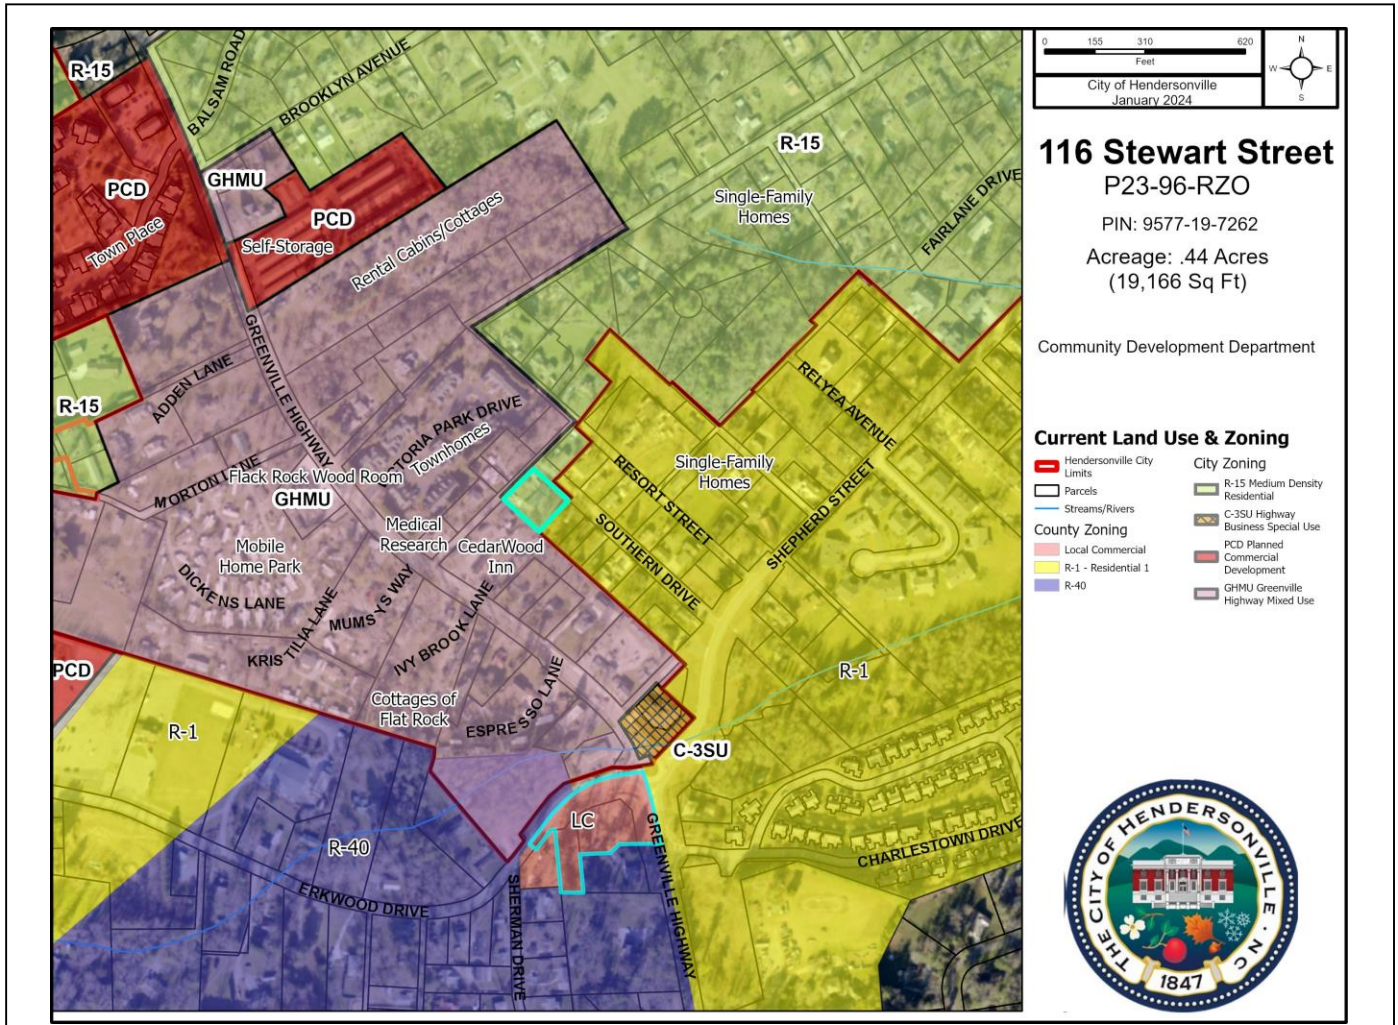 R-15
BALSAM ROAD
BROOKLYN AVENUE
PCD
Town Place
GHMU
PCD
Self-Storage
Rental Cabins/Cottages
R-15
Single-Family
Homes
FAIRLANE DRIVE
GREENVILLE HIGHWAY
ADDEN LANE
R-15
MORTON LANE
Flack Rock Wood Room
GHMU
TORIA PARK DRIVE
Townhomes
Medical
Research
CedarWood
Inn
Mobile
Home Park
DICKENS LANE
KRISTILIA LANE
MUMSYS WAY
IVY BROOK LANE
ESPRESSO LANE
Cottages of
Flat Rock
RELYEA AVENUE
Single-Family
Homes
RESORT STREET
SOUTHERN DRIVE
SHEPHERD STREET
R-1
PCD
R-1
C-3SU
LC
R-40
ERKWOOD DRIVE
SHERMAN DRIVE
GREENVILLE HIGHWAY
CHARLESTOWN DRIVE
0 155 310 620
Feet
City of Hendersonville
January 2024
N
W E
S
116 Stewart Street
P23-96-RZO
PIN: 9577-19-7262
Acreage: .44 Acres
(19,166 Sq Ft)
Community Development Department
Current Land Use & Zoning
Hendersonville City
Limits
Parcels
Streams/Rivers
County Zoning
Local Commercial
R-1 - Residential 1
R-40
City Zoning
R-15 Medium Density
Residential
C-3SU Highway
Business Special Use
PCD Planned
Commercial
Development
GHMU Greenville
Highway Mixed Use
THE CITY OF HENDERSONVILLE · NC
1847